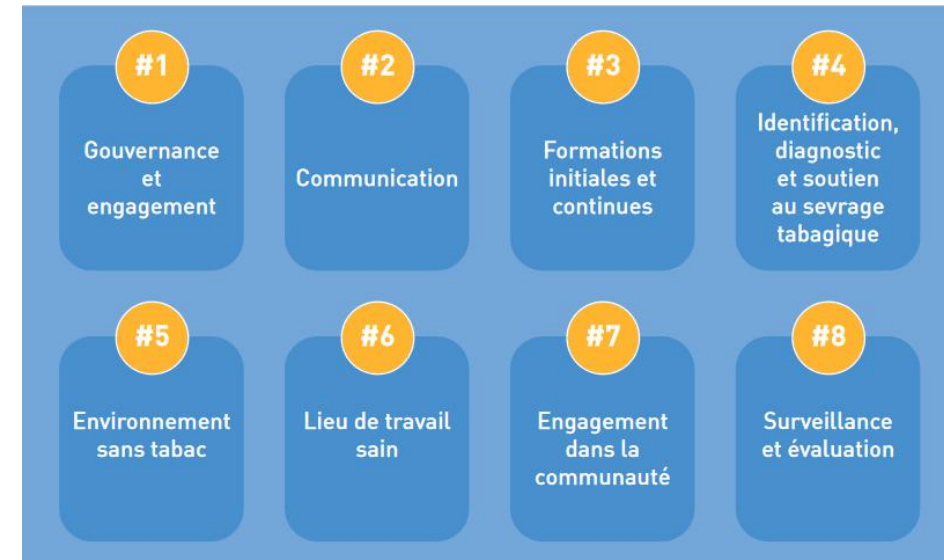 #1
Gouvernance
et
engagement
#2
Communication
#3
Formations
initiales et
continues
#4
Identification,
diagnostic
et soutien
au sevrage
tabagique
#5
Environnement
sans tabac
#6
Lieu de travail
sain
#7
Engagement
dans la
communauté
#8
Surveillance
et évaluation